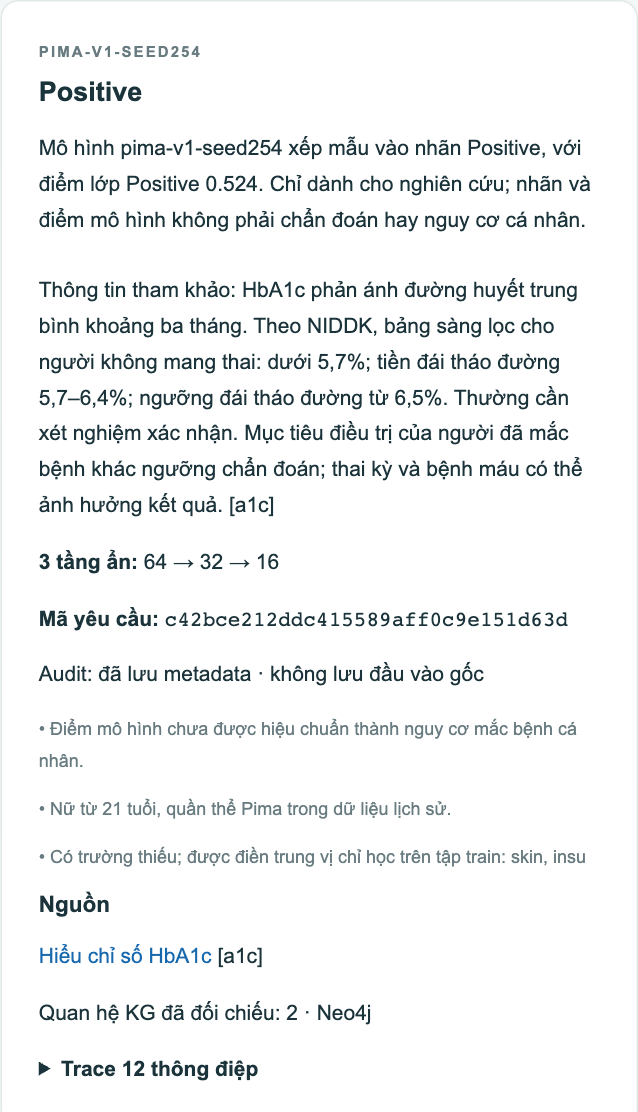 PIMA-V1-SEED254
Positive
Mô hình pima-v1-seed254 xếp mẫu vào nhãn Positive, với
điểm lớp Positive 0.524. Chỉ dành cho nghiên cứu; nhãn và
điểm mô hình không phải chẩn đoán hay nguy cơ cá nhân.
Thông tin tham khảo: HbA1c phản ánh đường huyết trung
bình khoảng ba tháng. Theo NIDDK, bảng sàng lọc cho
người không mang thai: dưới 5,7%; tiền đái tháo đường
5,7–6,4%; ngưỡng đái tháo đường từ 6,5%. Thường cần
xét nghiệm xác nhận. Mục tiêu điều trị của người đã mắc
bệnh khác ngưỡng chẩn đoán; thai kỳ và bệnh máu có thể
ảnh hưởng kết quả. [a1c]
3 tầng ẩn: 64 → 32 → 16
Mã yêu cầu: c42bce212ddc415589aff0c9e151d63d
Audit: đã lưu metadata · không lưu đầu vào gốc
• Điểm mô hình chưa được hiệu chuẩn thành nguy cơ mắc bệnh cá
nhân.
• Nữ từ 21 tuổi, quần thể Pima trong dữ liệu lịch sử.
• Có trường thiếu; được điền trung vị chỉ học trên tập train: skin, insu
Nguồn
Hiểu chỉ số HbA1c [a1c]
Quan hệ KG đã đối chiếu: 2 · Neo4j
▶ Trace 12 thông điệp